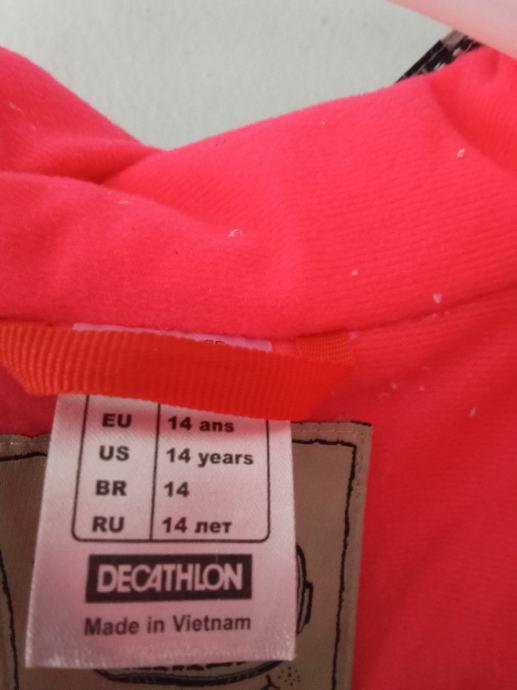 EU 14 ans
US 14 years
BR 14
RU 14 лет
DECATHLON
Made in Vietnam